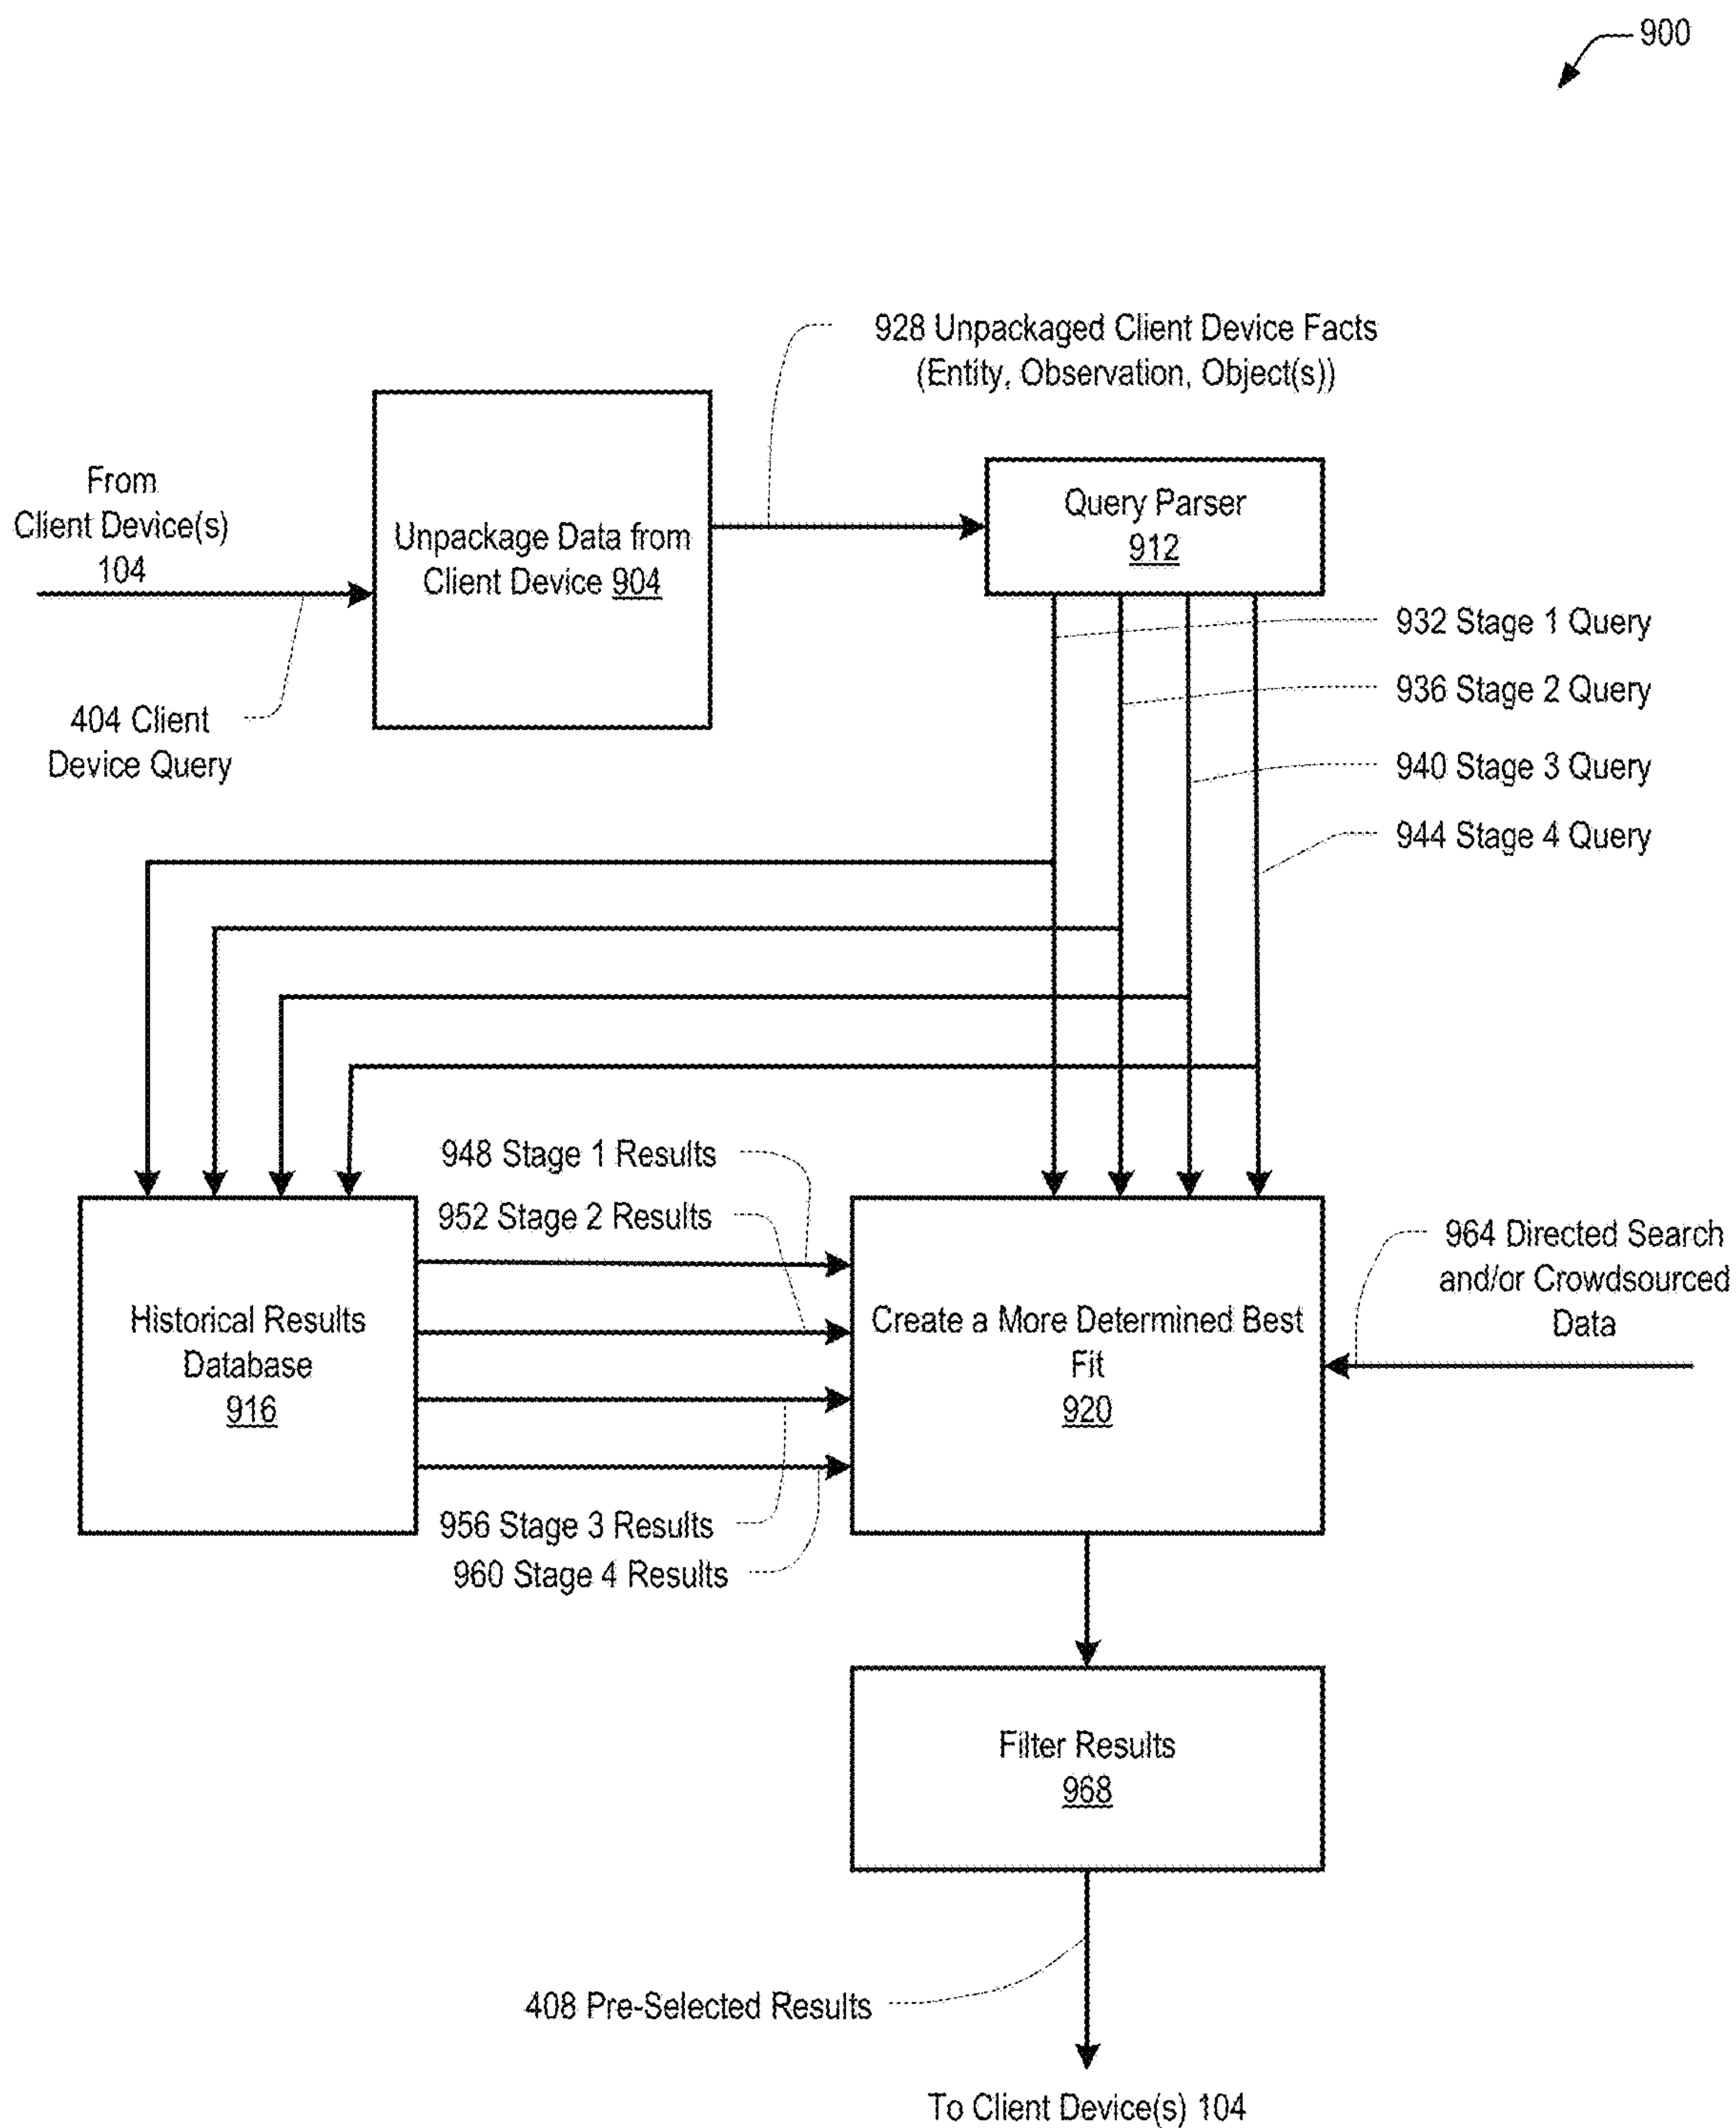 900
928 Unpackaged Client Device Facts
(Entity, Observation, Object(s))
From
Client Device(s)
104
Unpackage Data from
Client Device 904
Query Parser
912
404 Client
Device Query
932 Stage 1 Query
936 Stage 2 Query
940 Stage 3 Query
944 Stage 4 Query
948 Stage 1 Results
952 Stage 2 Results
Historical Results
Database
916
Create a More Determined Best
Fit
920
964 Directed Search
and/or Crowdsourced
Data
956 Stage 3 Results
960 Stage 4 Results
Filter Results
968
408 Pre-Selected Results
To Client Device(s) 104